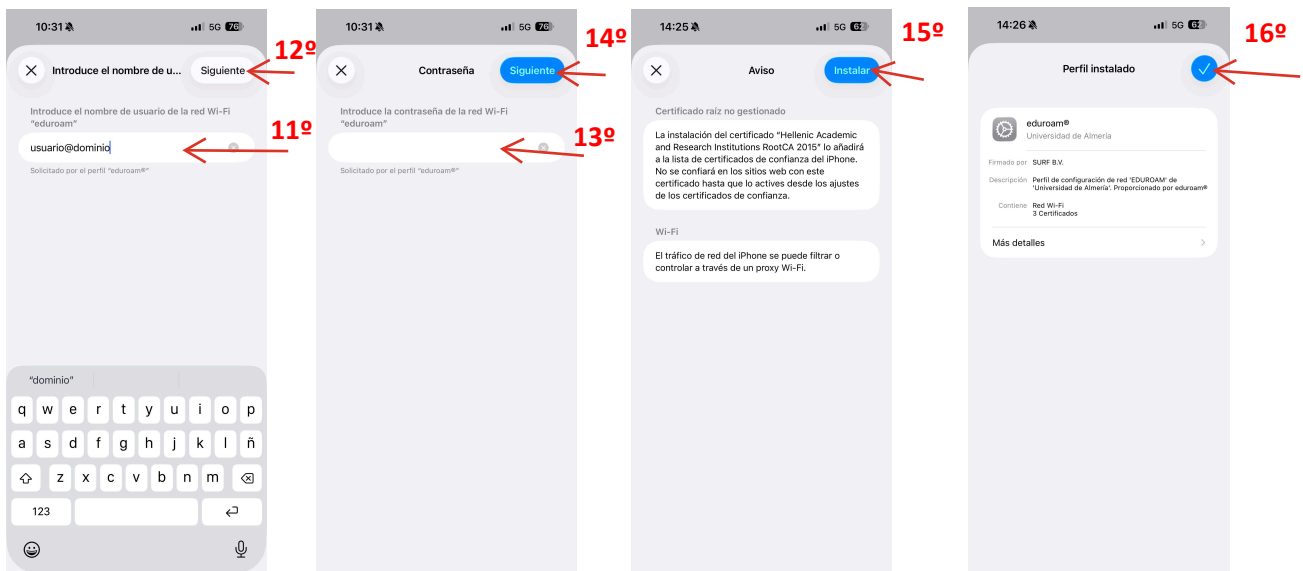 10:31
5G 76
12º
Introduce el nombre de u...
Siguiente
Introduce el nombre de usuario de la red Wi-Fi
“eduroam”
11º
usuario@dominio
Solicitado por el perfil “eduroam®”
“dominio”
q w e r t y u i o p
a s d f g h j k l ñ
z x c v b n m
123
10:31
5G 76
14º
Contraseña
Siguiente
Introduce la contraseña de la red Wi-Fi
“eduroam”
13º
Solicitado por el perfil “eduroam®”
14:25
5G 62
15º
Aviso
Instalar
Certificado raíz no gestionado
La instalación del certificado “Hellenic Academic
and Research Institutions RootCA 2015” lo añadirá
a la lista de certificados de confianza del iPhone.
No se confiará en los sitios web con este
certificado hasta que lo actives desde los ajustes
de los certificados de confianza.
Wi-Fi
El tráfico de red del iPhone se puede filtrar o
controlar a través de un proxy Wi-Fi.
14:26
5G 62
16º
Perfil instalado
eduroam®
Universidad de Almería
Firmado por SURF B.V.
Descripción Perfil de configuración de red 'EDUROAM' de
'Universidad de Almería'. Proporcionado por eduroam®
Contiene Red Wi-Fi
3 Certificados
Más detalles